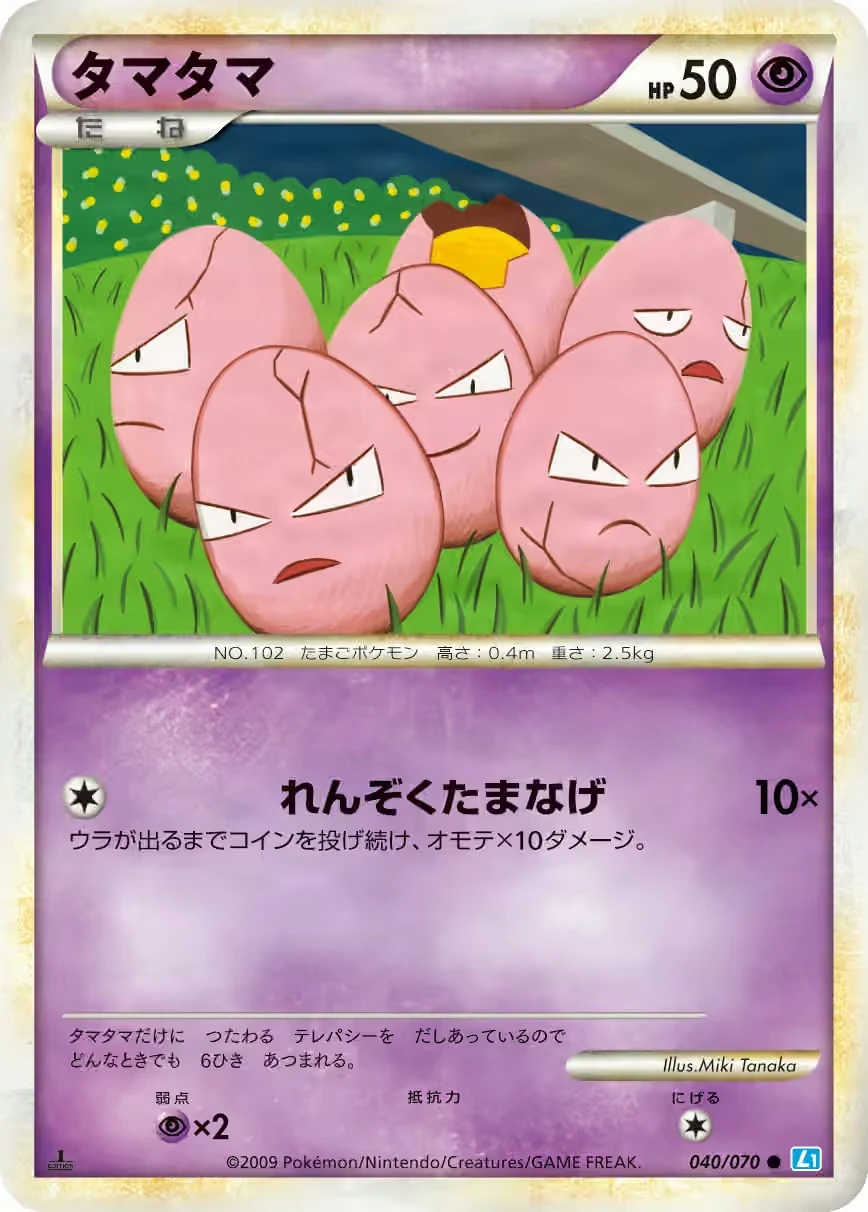 タマタマ
HP50
たね
NO.102 たまごポケモン 高さ:0.4m 重さ:2.5kg
れんぞくたまなげ 10×
ウラが出るまでコインを投げ続け、オモテ×10ダメージ。
タマタマだけに つたわる テレパシーを だしあっているので
どんなときでも 6ぴき あつまれる。
Illus.Miki Tanaka
弱点 抵抗力 にげる
×2
1 EDITION
©2009 Pokémon/Nintendo/Creatures/GAME FREAK.
040/070 ● L1